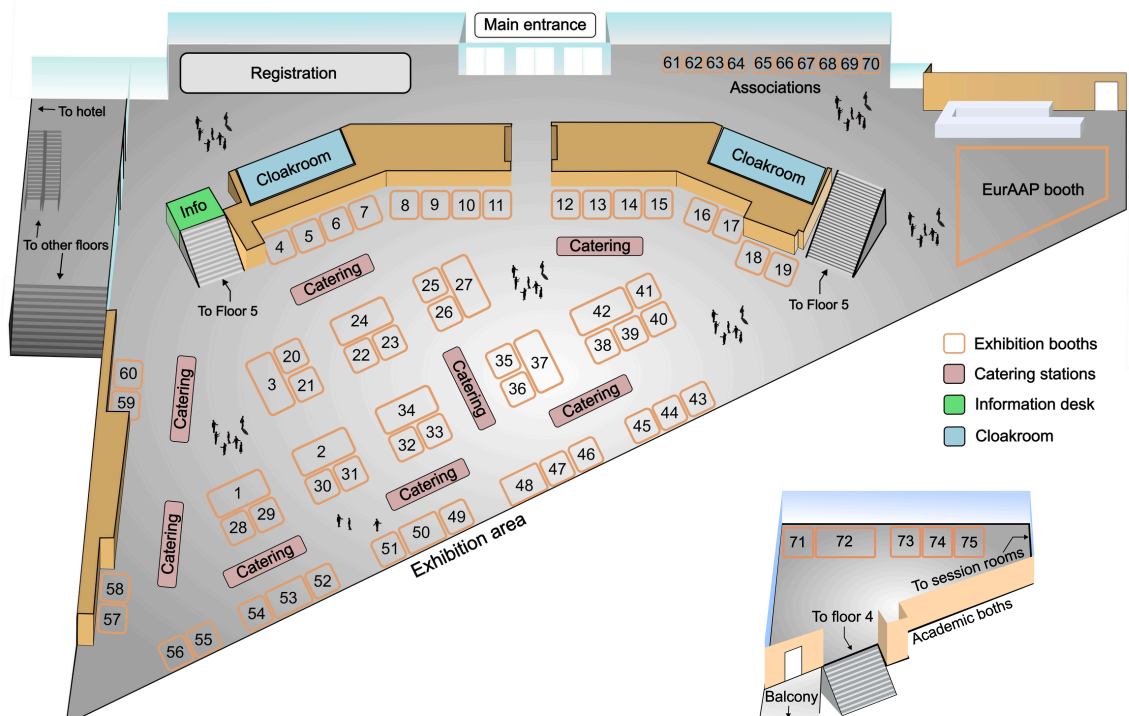 Main entrance
Registration
61 62 63 64 65 66 67 68 69 70
Associations
To hotel
Cloakroom
Cloakroom
EurAAP booth
Info
To other floors
4 5 6 7 8 9 10 11
12 13 14 15 16 17 18 19
Catering
Catering
To Floor 5
To Floor 5
25 27
26
24
22 23
20
3 21
42 41
38 39 40
35 37
36
Catering
Catering
Catering
60
59
34
32 33
2
30 31
1
28 29
43
44
45
46
47
48
Catering
Catering
Catering
49
50
51
Exhibition area
52
53
54
55
56
58
57
Exhibition booths
Catering stations
Information desk
Cloakroom
71 72 73 74 75
To session rooms
To floor 4
Academic boths
Balcony